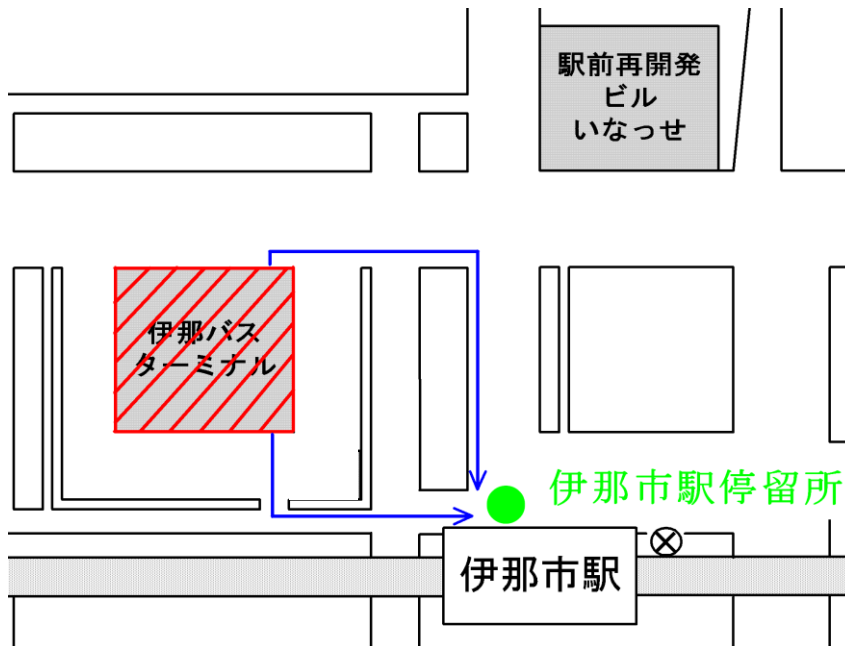 駅前再開発
ビル
いなっせ
伊那バス
ターミナル
伊那市駅停留所
伊那市駅